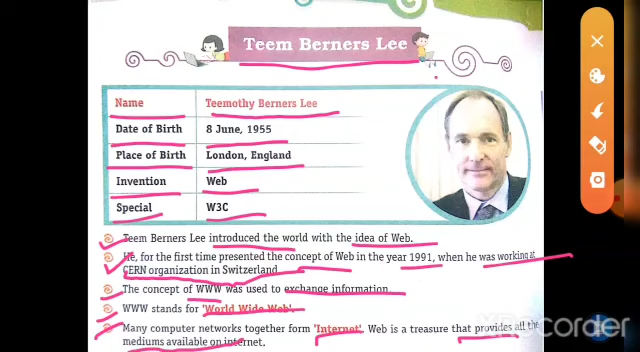 Teem Berners Lee
Name Teemothy Berners Lee
Date of Birth 8 June, 1955
Place of Birth London, England
Invention Web
Special W3C
Teem Berners Lee introduced the world with the idea of Web.
He, for the first time presented the concept of Web in the year 1991, when he was working at
CERN organization in Switzerland
The concept of WWW was used to exchange information.
WWW stands for 'World Wide Web'.
Many computer networks together form 'Internet'. Web is a treasure that provides all the
mediums available on internet.
XRecorder